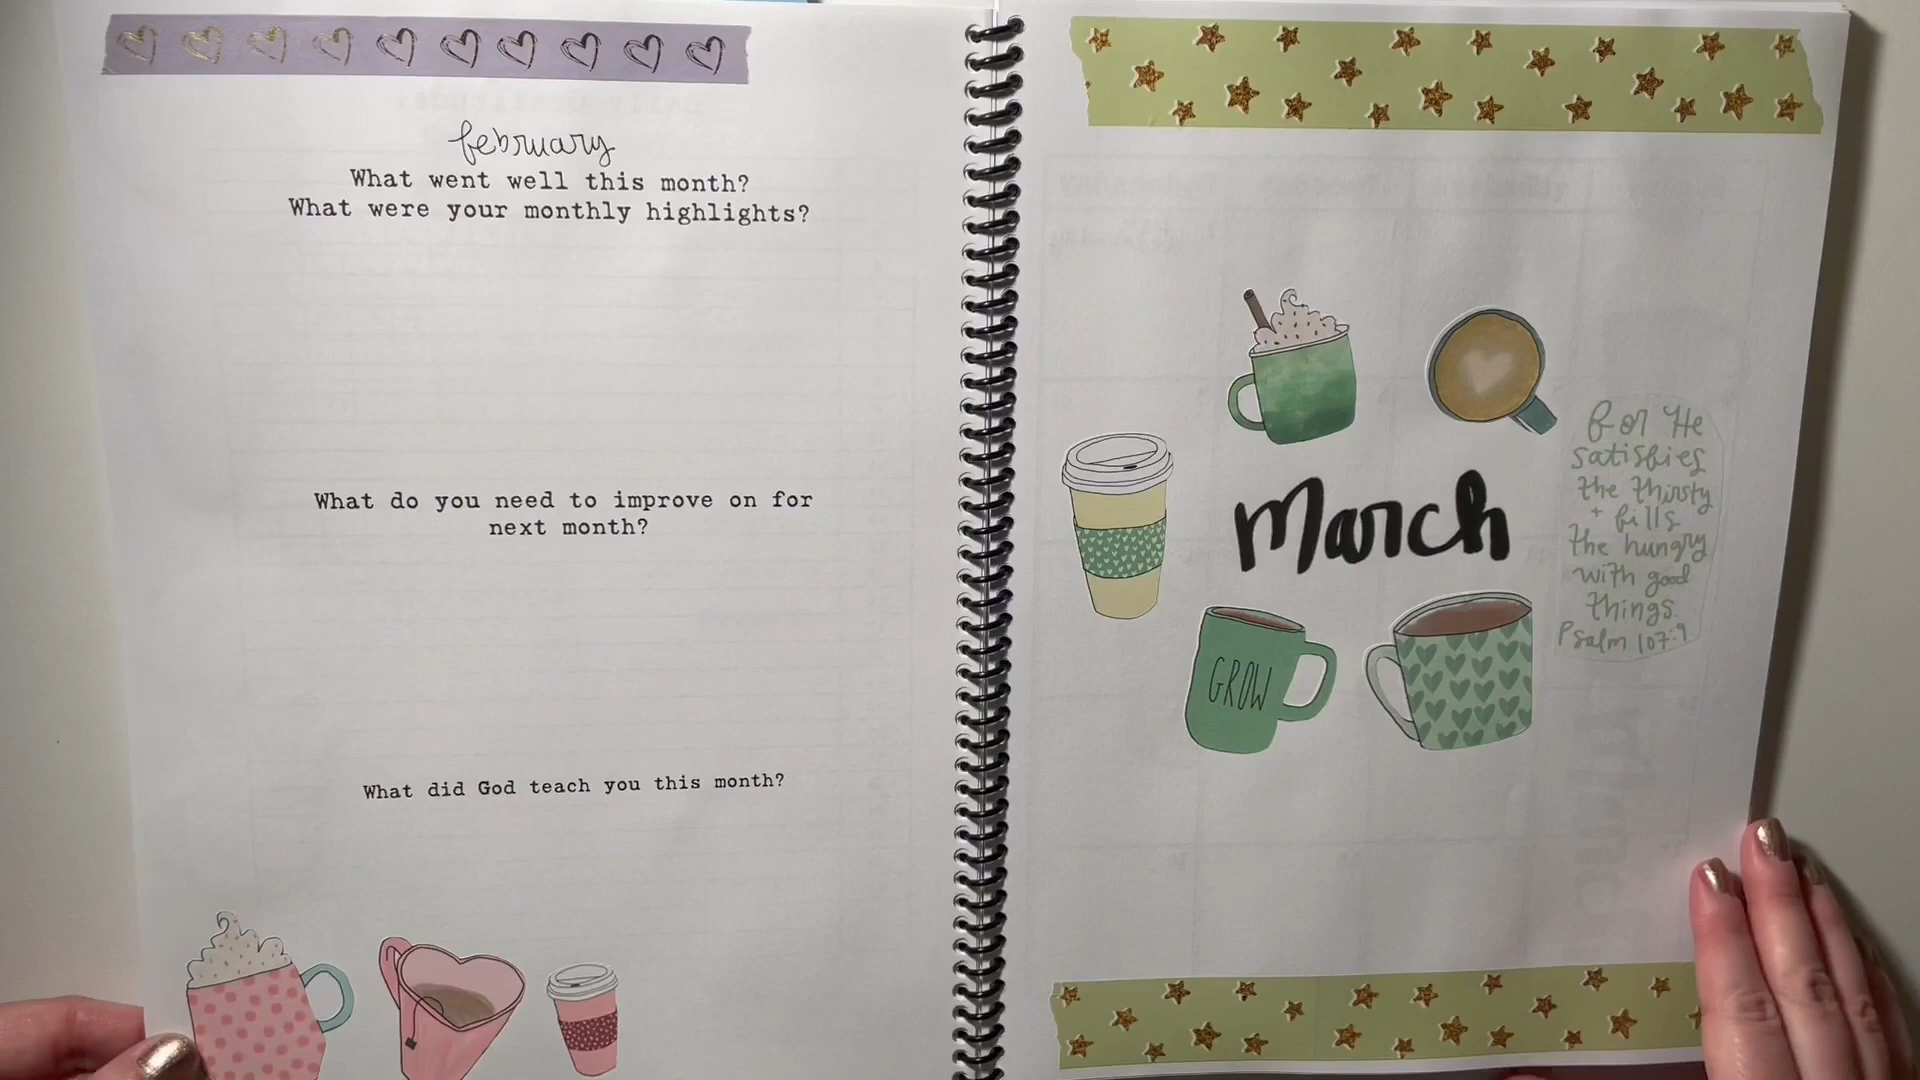 february
What went well this month?
What were your monthly highlights?
What do you need to improve on for
next month?
What did God teach you this month?
March
GROW
For He
satisfies
the thirsty
+ fills
the hungry
with good
things.
Psalm 107:9